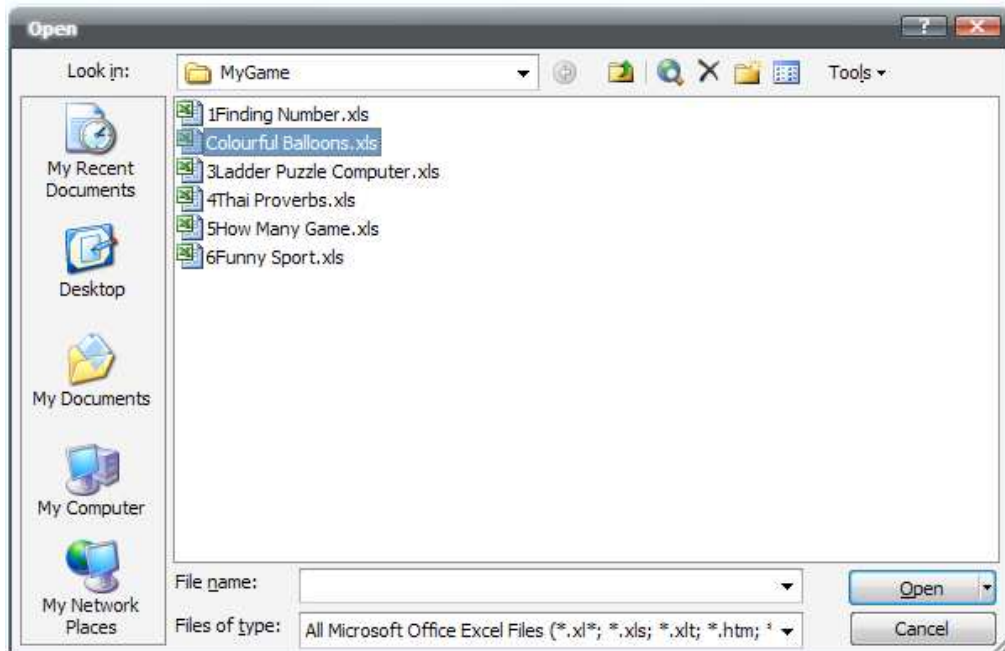 Open
Look in:
MyGame
Tools
My Recent
Documents
Desktop
My Documents
My Computer
My Network
Places
1Finding Number.xls
Colourful Balloons.xls
3Ladder Puzzle Computer.xls
4Thai Proverbs.xls
5How Many Game.xls
6Funny Sport.xls
File name:
Open
Files of type:
All Microsoft Office Excel Files (*.xl*; *.xls; *.xlt; *.htm; *
Cancel